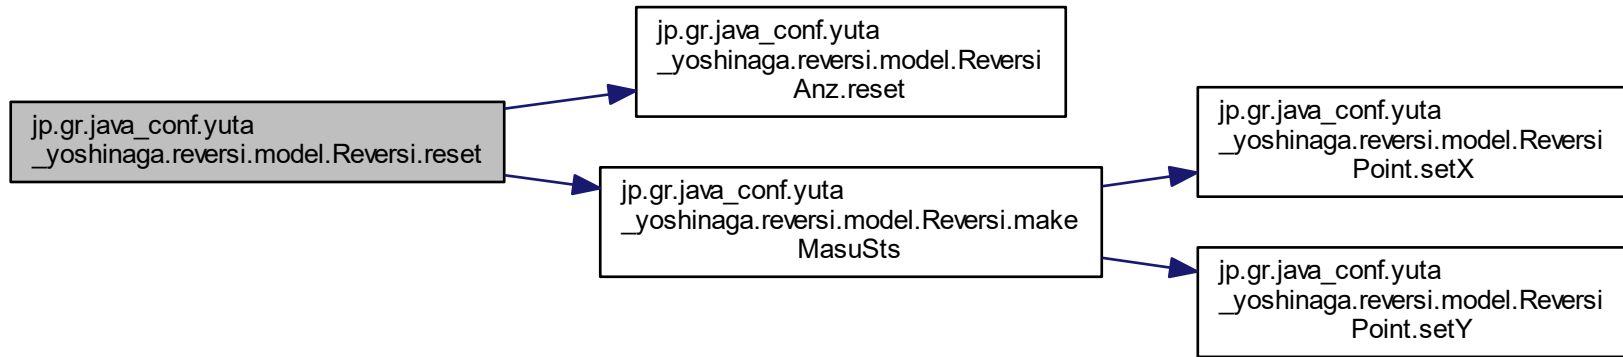 jp.gr.java_conf.yuta
_yoshinaga.reversi.model.Reversi.reset
jp.gr.java_conf.yuta
_yoshinaga.reversi.model.Reversi
Anz.reset
jp.gr.java_conf.yuta
_yoshinaga.reversi.model.Reversi.make
MasuSts
jp.gr.java_conf.yuta
_yoshinaga.reversi.model.Reversi
Point.setX
jp.gr.java_conf.yuta
_yoshinaga.reversi.model.Reversi
Point.setY